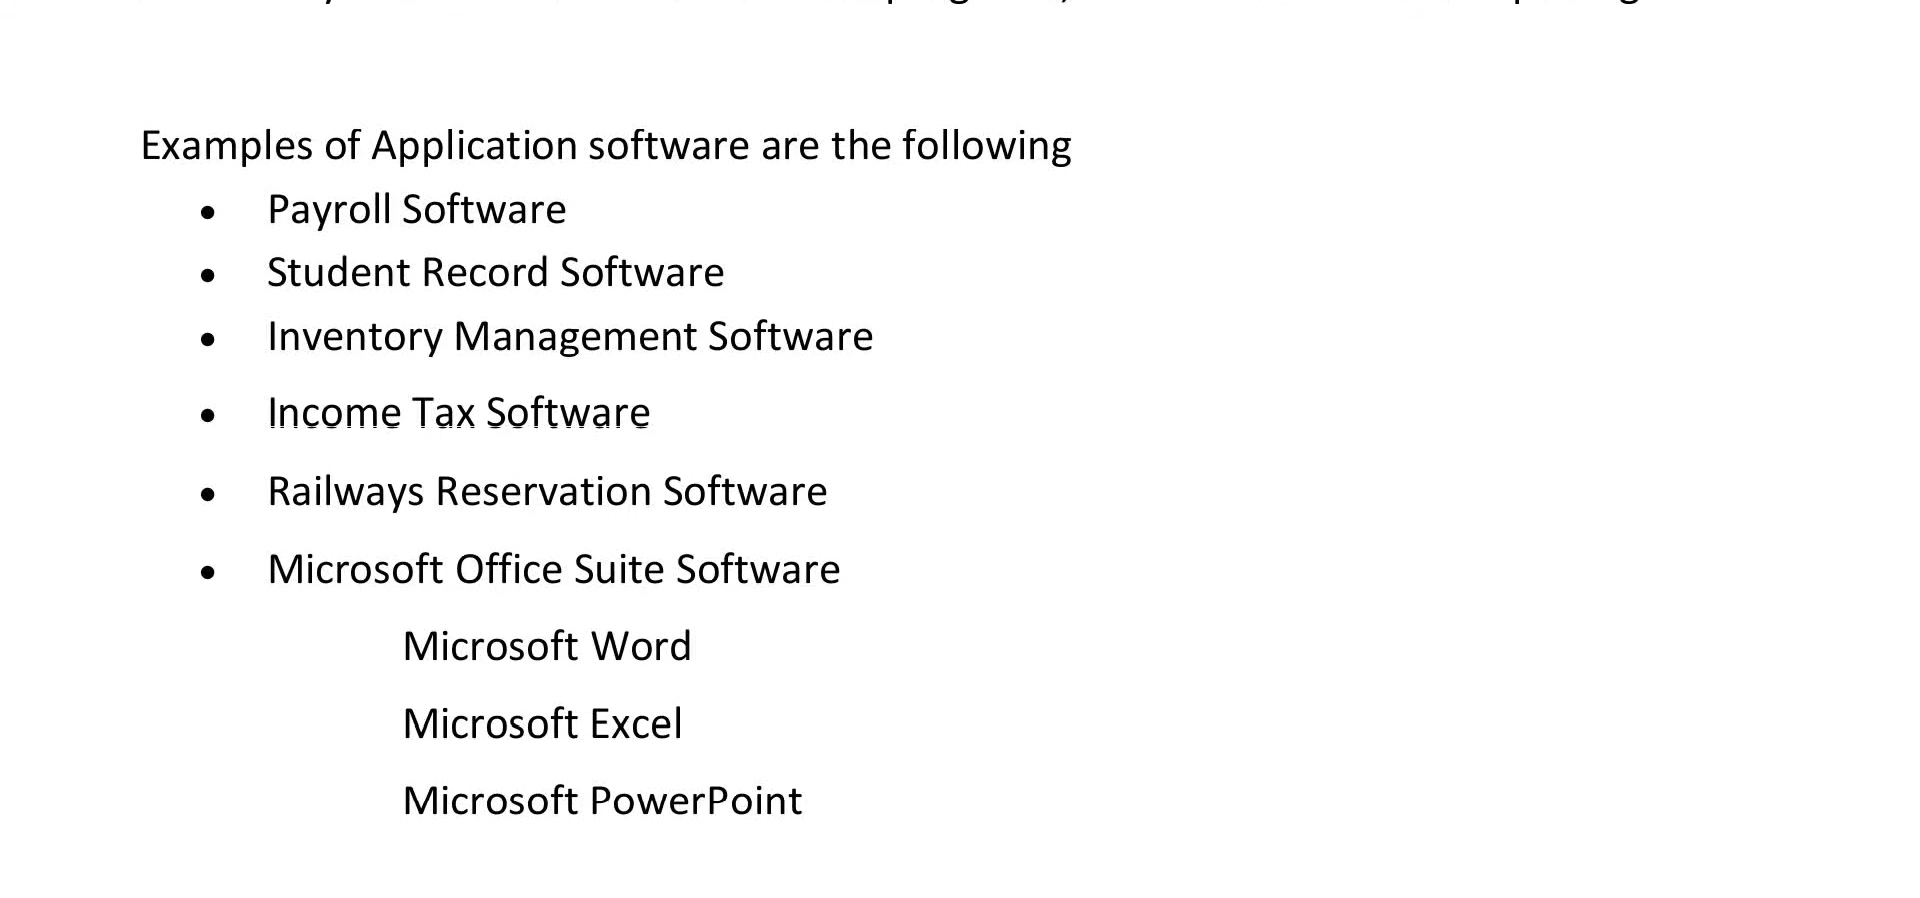 Examples of Application software are the following
• Payroll Software
• Student Record Software
• Inventory Management Software
• Income Tax Software
• Railways Reservation Software
• Microsoft Office Suite Software
Microsoft Word
Microsoft Excel
Microsoft PowerPoint